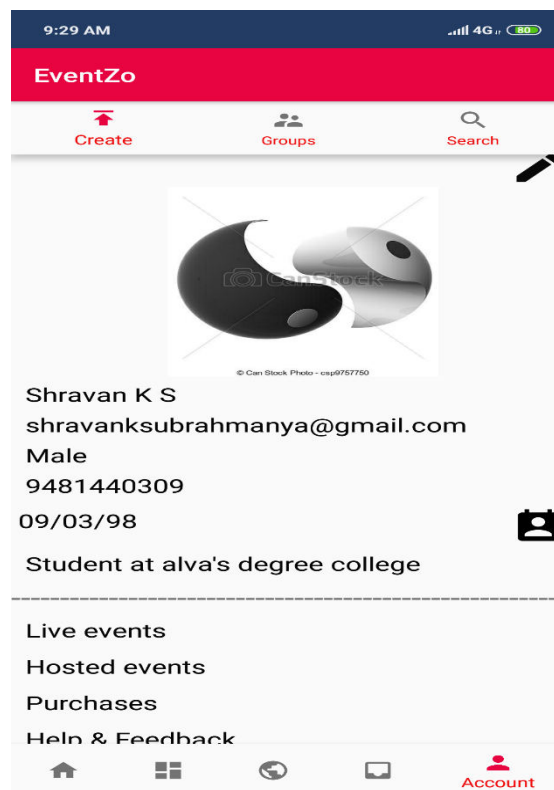 9:29 AM 4G 80
EventZo
Create Groups Search
CanStock
© Can Stock Photo - csp9757750
Shravan K S
shravanksubrahmanya@gmail.com
Male
9481440309
09/03/98
Student at alva's degree college
Live events
Hosted events
Purchases
Help & Feedback
Account